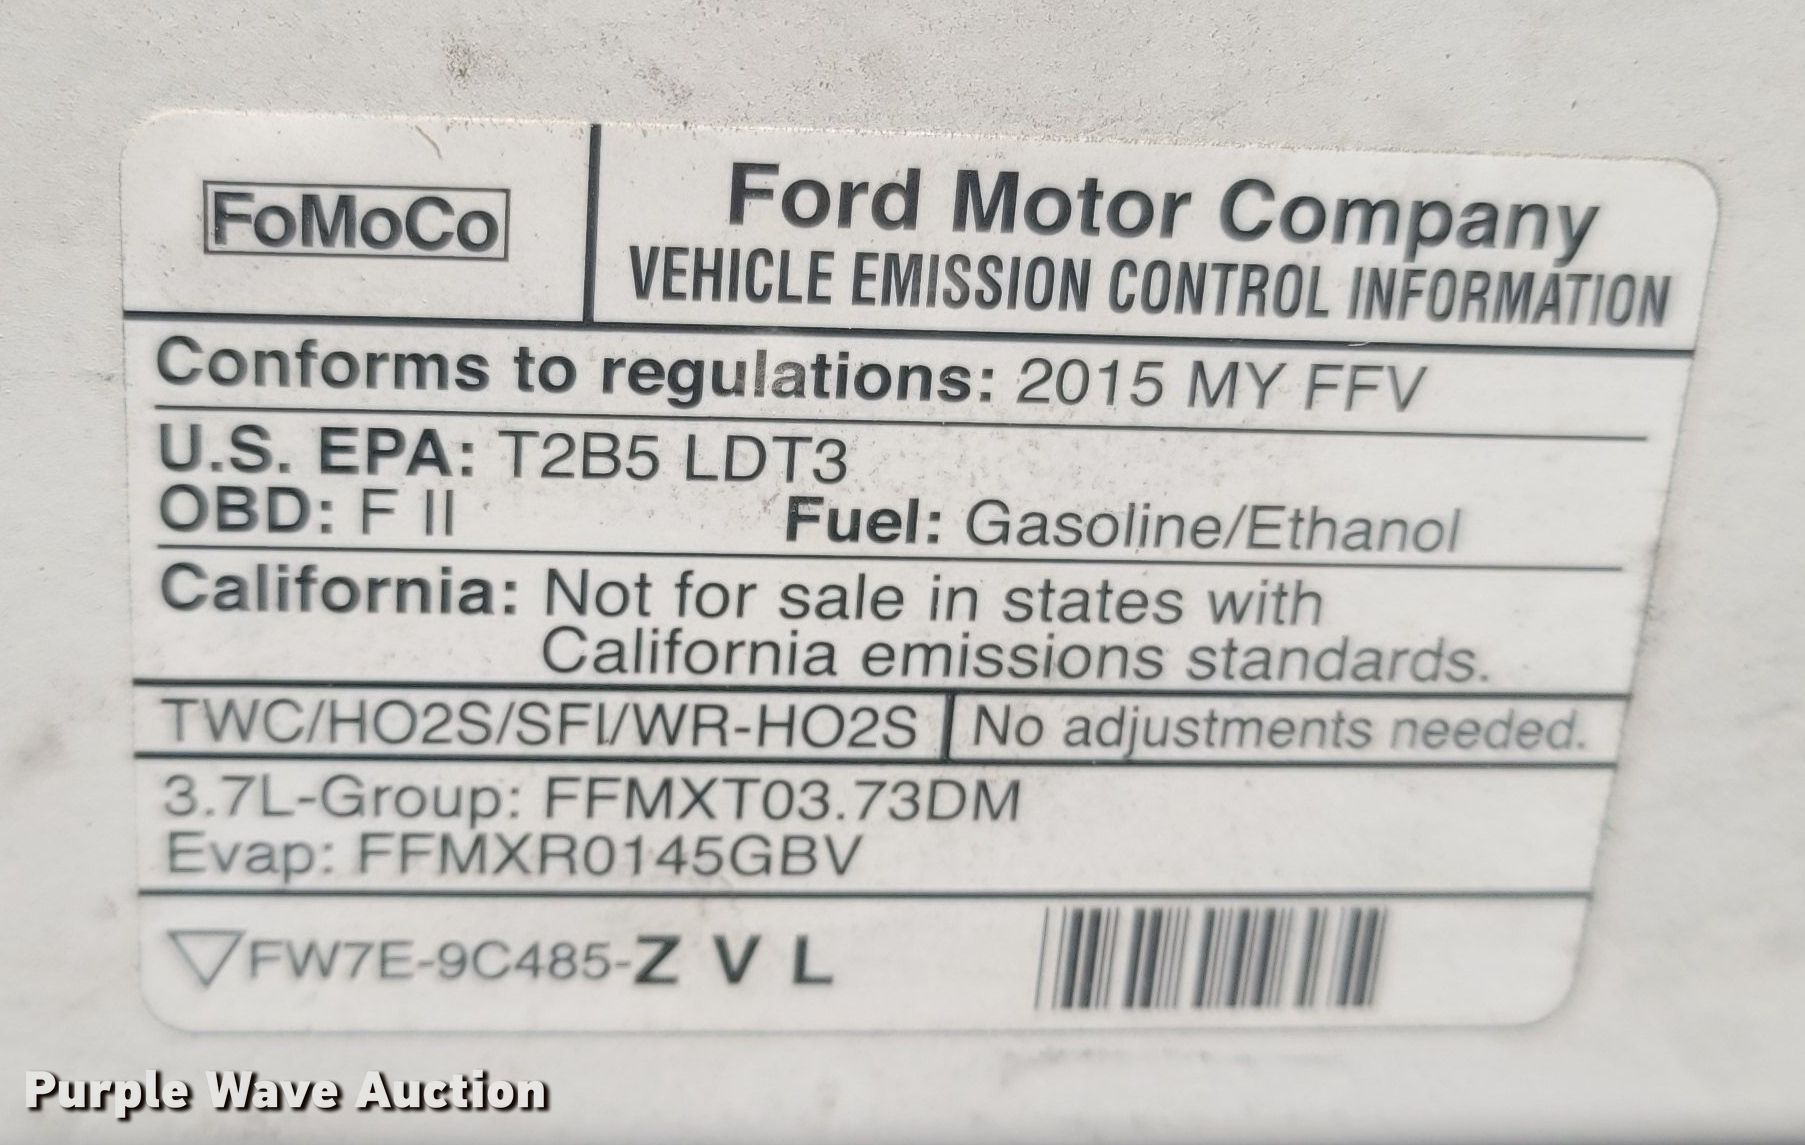 FoMoCo
Ford Motor Company
VEHICLE EMISSION CONTROL INFORMATION
Conforms to regulations: 2015 MY FFV
U.S. EPA: T2B5 LDT3
OBD: F II Fuel: Gasoline/Ethanol
California: Not for sale in states with
California emissions standards.
TWC/HO2S/SFI/WR-HO2S No adjustments needed.
3.7L-Group: FFMXT03.73DM
Evap: FFMXR0145GBV
FW7E-9C485-Z V L
Purple Wave Auction